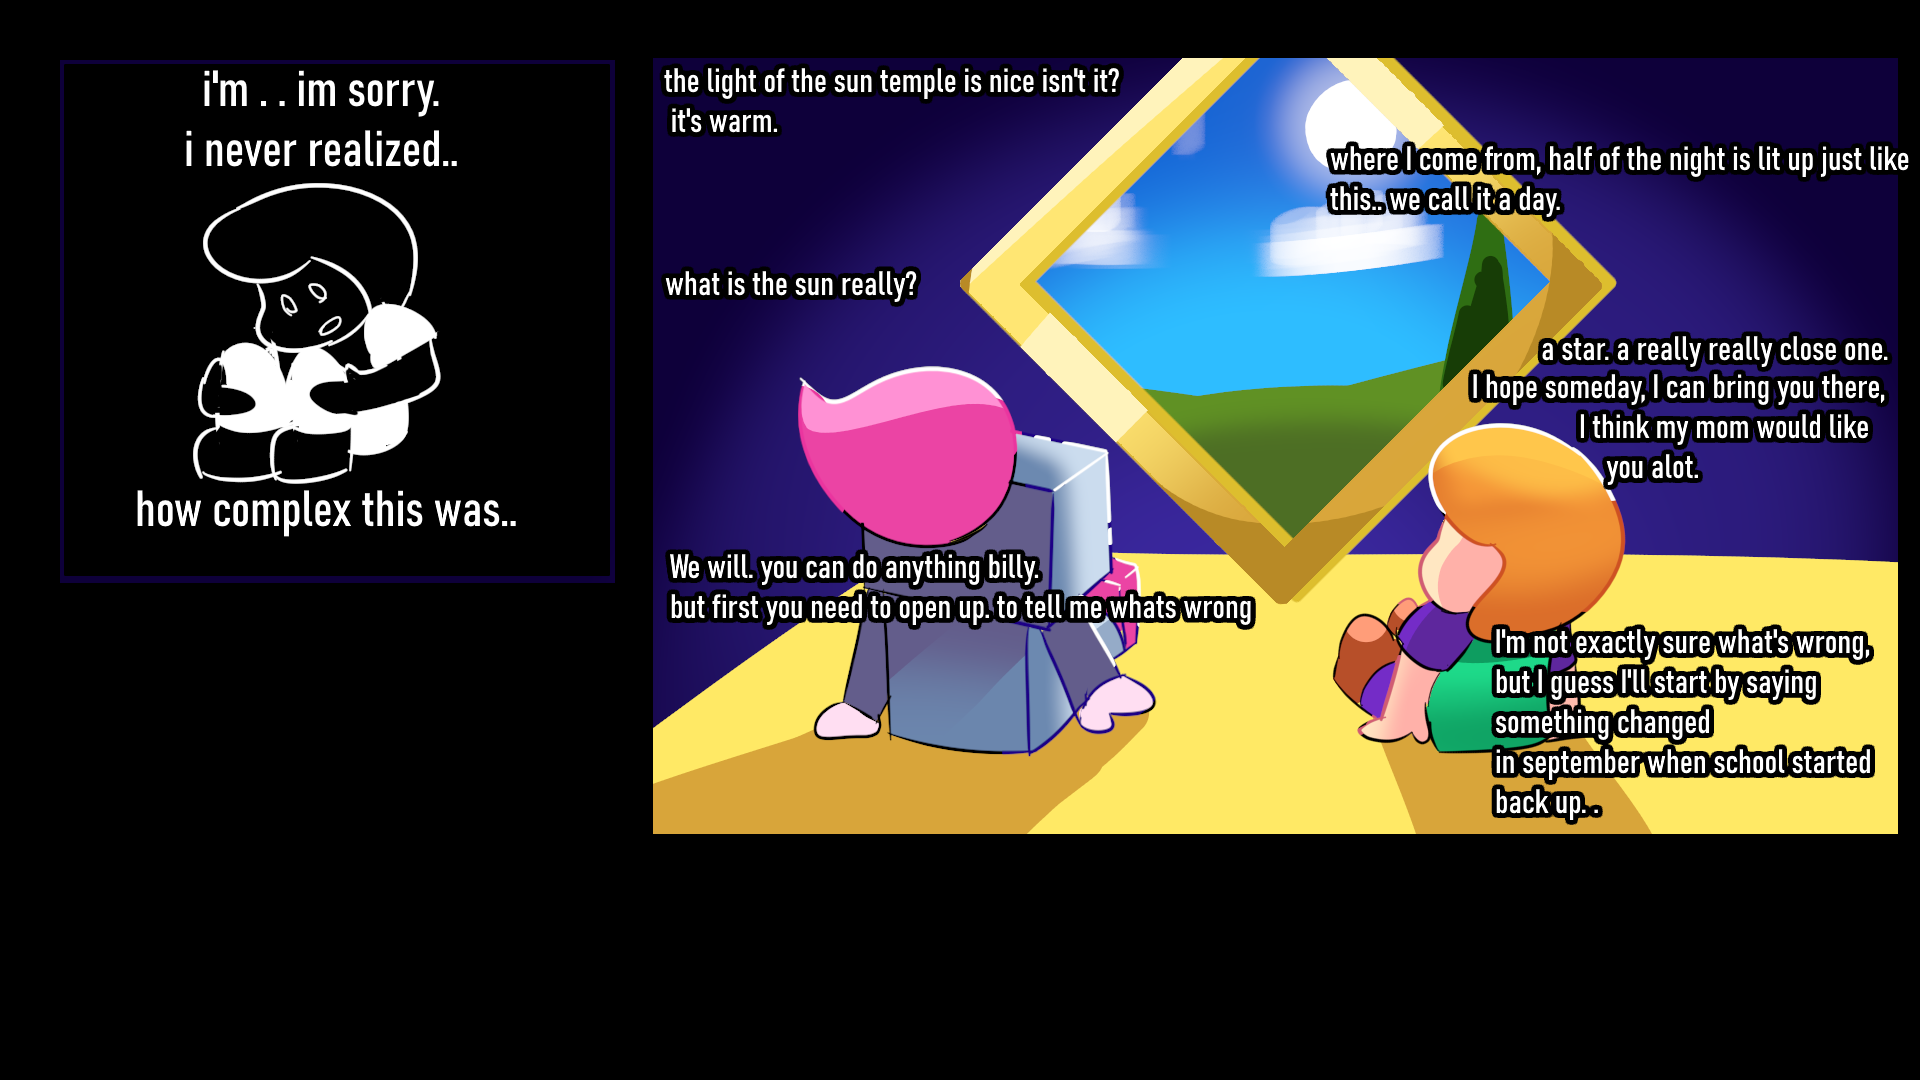 i'm . . im sorry.
i never realized..
how complex this was..
the light of the sun temple is nice isn't it?
it's warm.
where I come from, half of the night is lit up just like
this.. we call it a day.
what is the sun really?
a star. a really really close one.
I hope someday, I can bring you there,
I think my mom would like
you alot.
We will. you can do anything billy.
but first you need to open up. to tell me whats wrong
I'm not exactly sure what's wrong,
but I guess I'll start by saying
something changed
in september when school started
back up. .